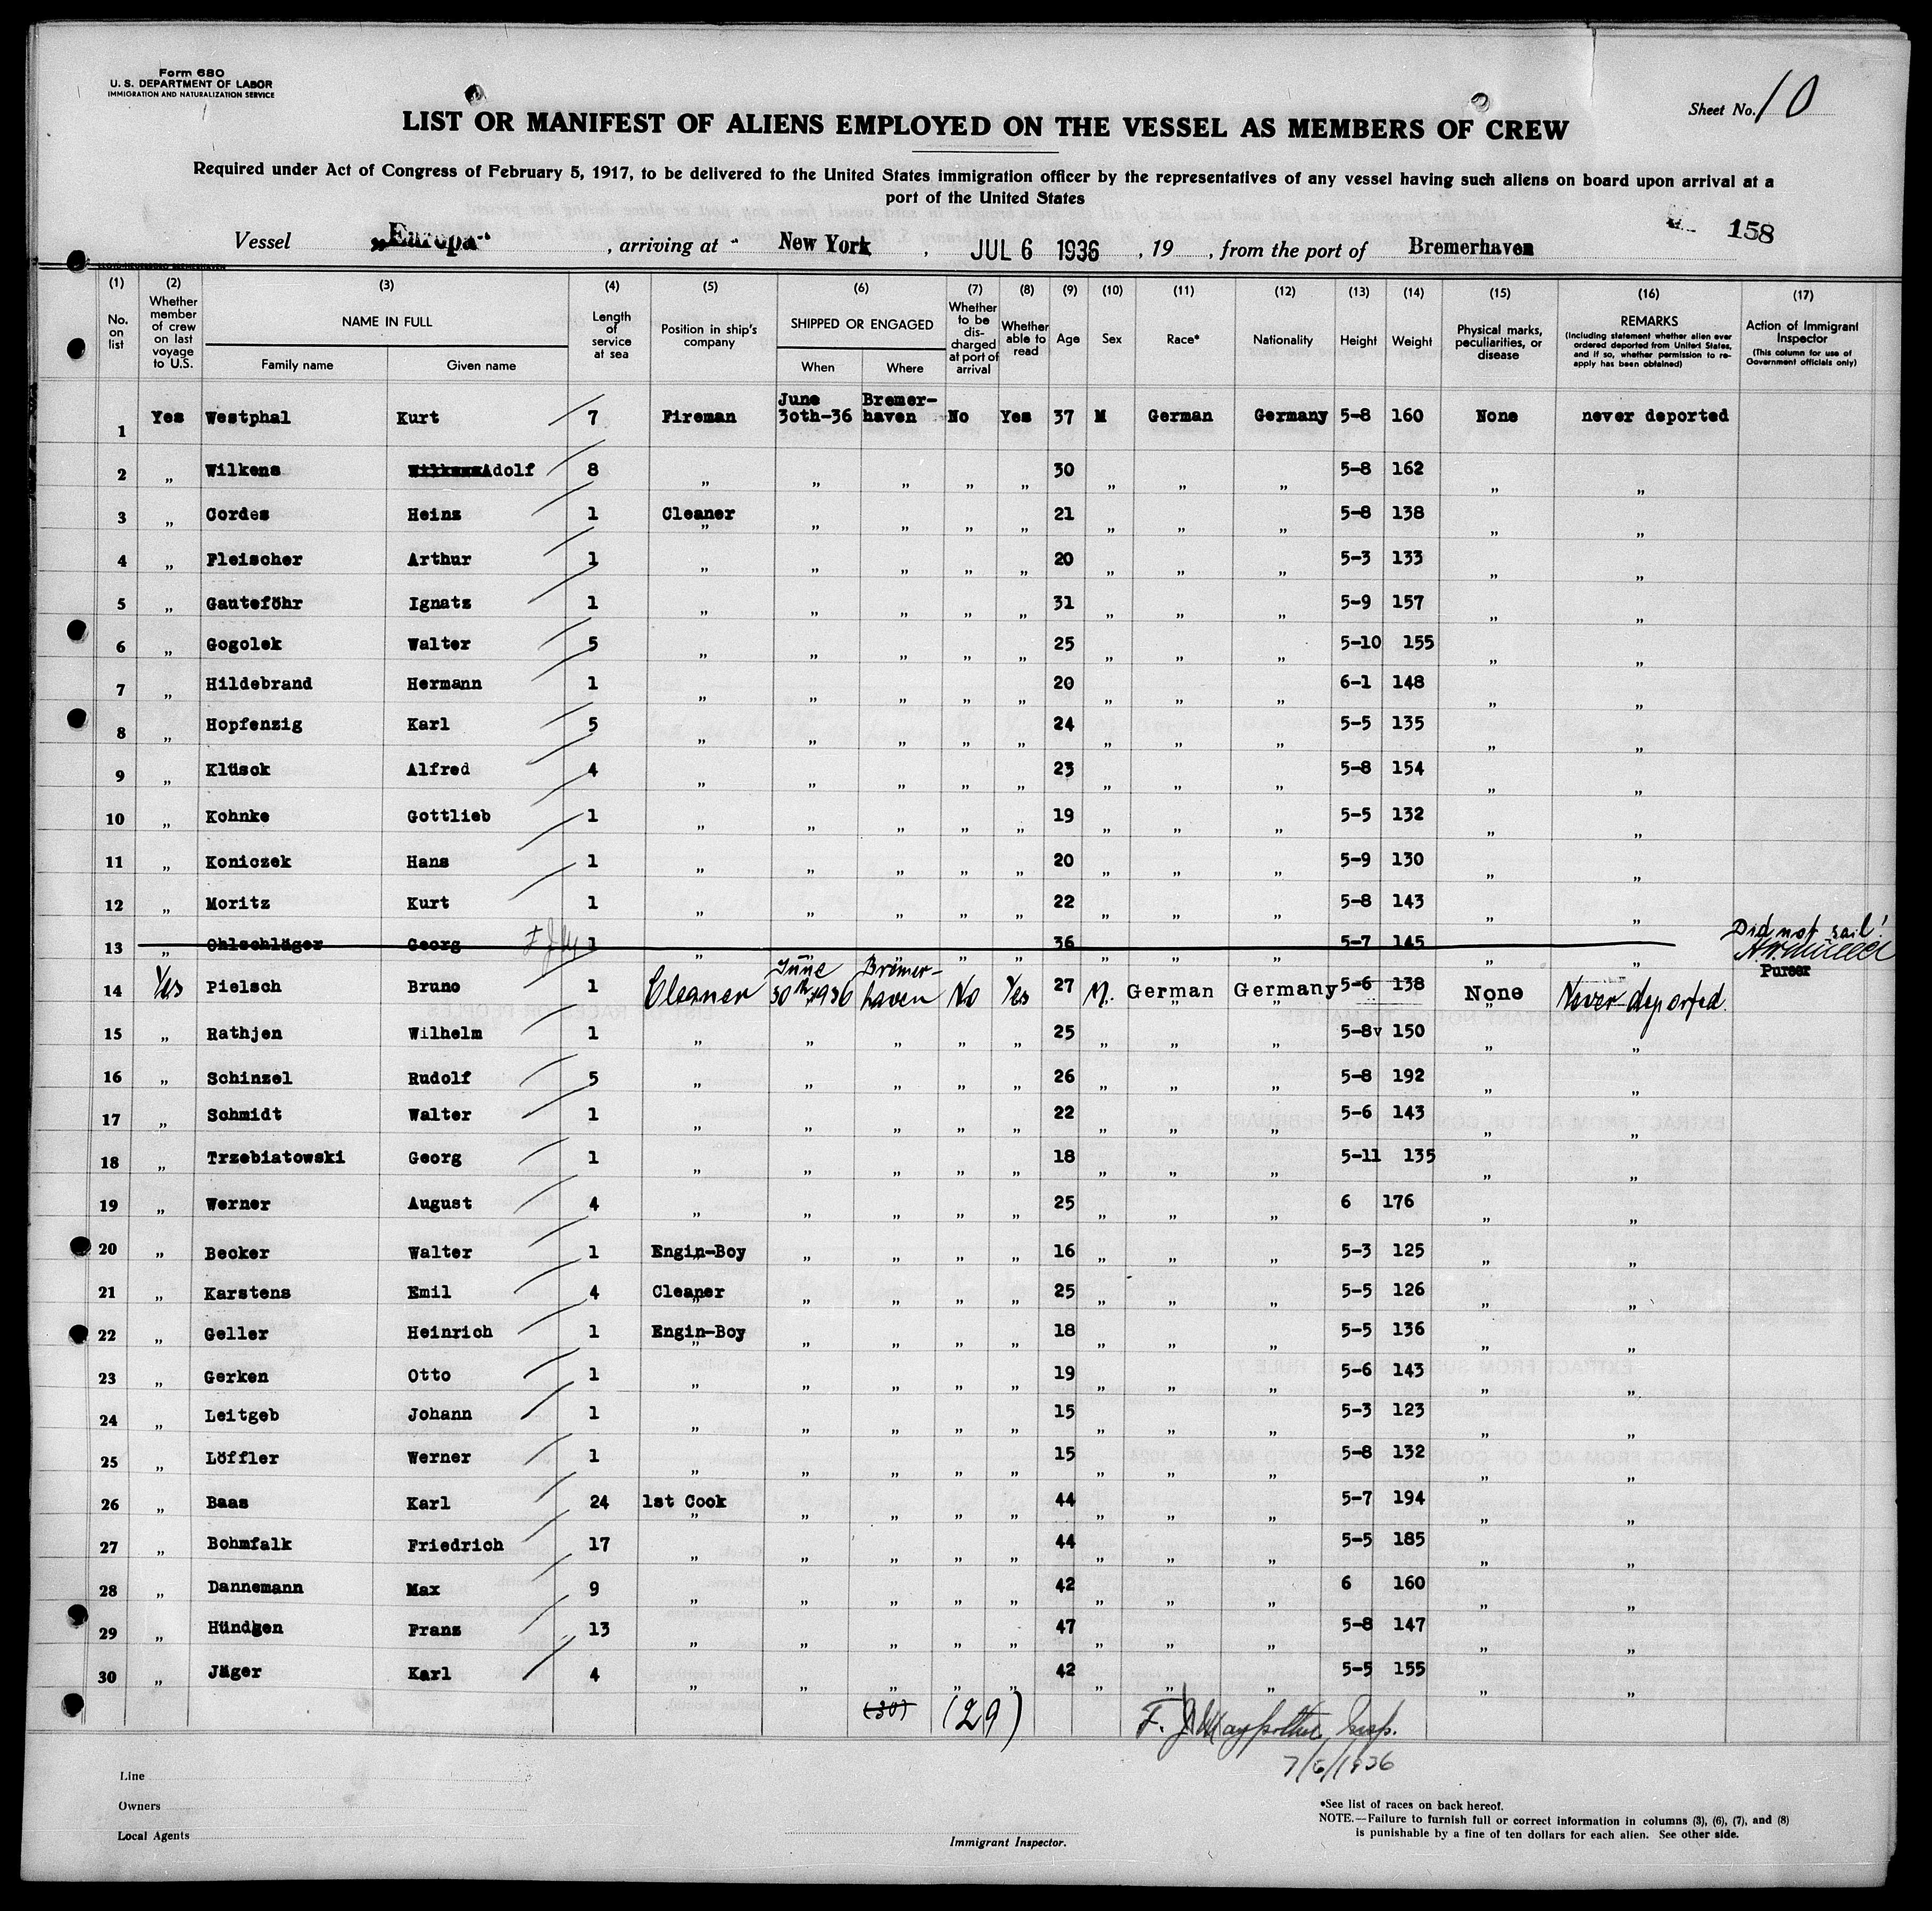 Form 680
U. S. DEPARTMENT OF LABOR
IMMIGRATION AND NATURALIZATION SERVICE
Sheet No. 10
LIST OR MANIFEST OF ALIENS EMPLOYED ON THE VESSEL AS MEMBERS OF CREW
Required under Act of Congress of February 5, 1917, to be delivered to the United States immigration officer by the representatives of any vessel having such aliens on board upon arrival at a
port of the United States
158
Vessel „Europa“, arriving at New York, JUL 6 1936, 19, from the port of Bremerhaven
(1) (2) (3) (4) (5) (6) (7) (8) (9) (10) (11) (12) (13) (14) (15) (16) (17)
No. on list
Whether member of crew on last voyage to U.S.
NAME IN FULL
Family name Given name
Length of service at sea
Position in ship's company
SHIPPED OR ENGAGED
When Where
Whether to be discharged at port of arrival
Whether able to read
Age Sex Race* Nationality Height Weight
Physical marks, peculiarities, or disease
REMARKS
(Including statement whether alien ever ordered deported from United States, and if so, whether permission to reapply has been obtained)
Action of Immigrant Inspector
(This column for use of Government officials only)
1 Yes Westphal Kurt 7 Fireman June 30th-36 Bremerhaven No Yes 37 M German Germany 5-8 160 None never deported
2 „ Wilkens Adolf 8 „ „ „ „ „ 30 „ „ „ 5-8 162 „ „
3 „ Cordes Heinz 1 Cleaner „ „ „ „ 21 „ „ „ 5-8 138 „ „
4 „ Fleischer Arthur 1 „ „ „ „ „ 20 „ „ „ 5-3 133 „ „
5 „ Gauteföhr Ignatz 1 „ „ „ „ „ 31 „ „ „ 5-9 157 „ „
6 „ Gogolek Walter 5 „ „ „ „ „ 25 „ „ „ 5-10 155 „ „
7 „ Hildebrand Hermann 1 „ „ „ „ „ 20 „ „ „ 6-1 148 „ „
8 „ Hopfenzig Karl 5 „ „ „ „ „ 24 „ „ „ 5-5 135 „ „
9 „ Klüsck Alfred 4 „ „ „ „ „ 23 „ „ „ 5-8 154 „ „
10 „ Kohnke Gottlieb 1 „ „ „ „ „ 19 „ „ „ 5-5 132 „ „
11 „ Koniczek Hans 1 „ „ „ „ „ 20 „ „ „ 5-9 130 „ „
12 „ Moritz Kurt 1 „ „ „ „ „ 22 „ „ „ 5-8 143 „ „
13 „ Ohlschläger Georg 1 „ „ „ „ „ 36 „ „ „ 5-7 145 „ „ Did not sail!
Purser
14 Yes Pielsch Bruno 1 Cleaner June 30th, 1936 Bremerhaven No Yes 27 M. German Germany 5-6 138 None Never deported.
15 „ Rathjen Wilhelm 1 „ „ „ „ „ 25 „ „ „ 5-8v 150 „ „
16 „ Schinzel Rudolf 5 „ „ „ „ „ 26 „ „ „ 5-8 192 „ „
17 „ Schmidt Walter 1 „ „ „ „ „ 22 „ „ „ 5-6 143 „ „
18 „ Trzebiatowski Georg 1 „ „ „ „ „ 18 „ „ „ 5-11 135 „ „
19 „ Werner August 4 „ „ „ „ „ 25 „ „ „ 6 176 „ „
20 „ Becker Walter 1 Engin-Boy „ „ „ „ 16 „ „ „ 5-3 125 „ „
21 „ Karstens Emil 4 Cleaner „ „ „ „ 25 „ „ „ 5-5 126 „ „
22 „ Geller Heinrich 1 Engin-Boy „ „ „ „ 18 „ „ „ 5-5 136 „ „
23 „ Gerken Otto 1 „ „ „ „ „ 19 „ „ „ 5-6 143 „ „
24 „ Leitgeb Johann 1 „ „ „ „ „ 15 „ „ „ 5-3 123 „ „
25 „ Löffler Werner 1 „ „ „ „ „ 15 „ „ „ 5-8 132 „ „
26 „ Baas Karl 24 1st Cook „ „ „ „ 44 „ „ „ 5-7 194 „ „
27 „ Bohmfalk Friedrich 17 „ „ „ „ „ 44 „ „ „ 5-5 185 „ „
28 „ Dannemann Max 9 „ „ „ „ „ 42 „ „ „ 6 160 „ „
29 „ Hündgen Franz 13 „ „ „ „ „ 47 „ „ „ 5-8 147 „ „
30 „ Jäger Karl 4 „ „ „ „ „ 42 „ „ „ 5-5 155 „ „
(30) (29)
F. J. Insp.
7/6/1936
Line
Owners
Local Agents
Immigrant Inspector.
*See list of races on back hereof.
NOTE.—Failure to furnish full or correct information in columns (3), (6), (7), and (8)
is punishable by a fine of ten dollars for each alien. See other side.